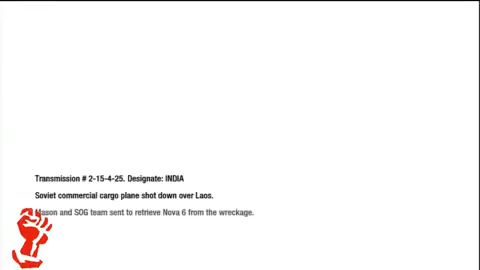 Transmission # 2-15-4-25. Designate: INDIA
Soviet commercial cargo plane shot down over Laos.
Mason and SOG team sent to retrieve Nova 6 from the wreckage.